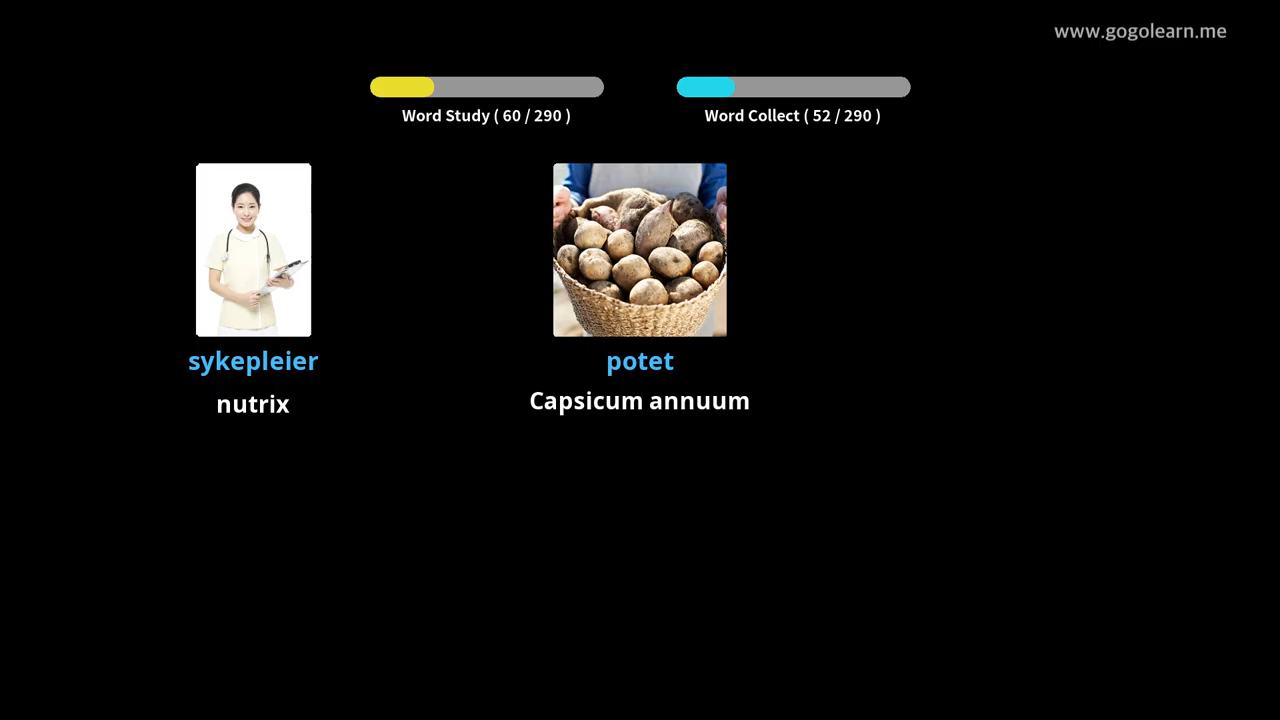 www.gogolearn.me
Word Study ( 60 / 290 )
Word Collect ( 52 / 290 )
sykepleier
nutrix
potet
Capsicum annuum